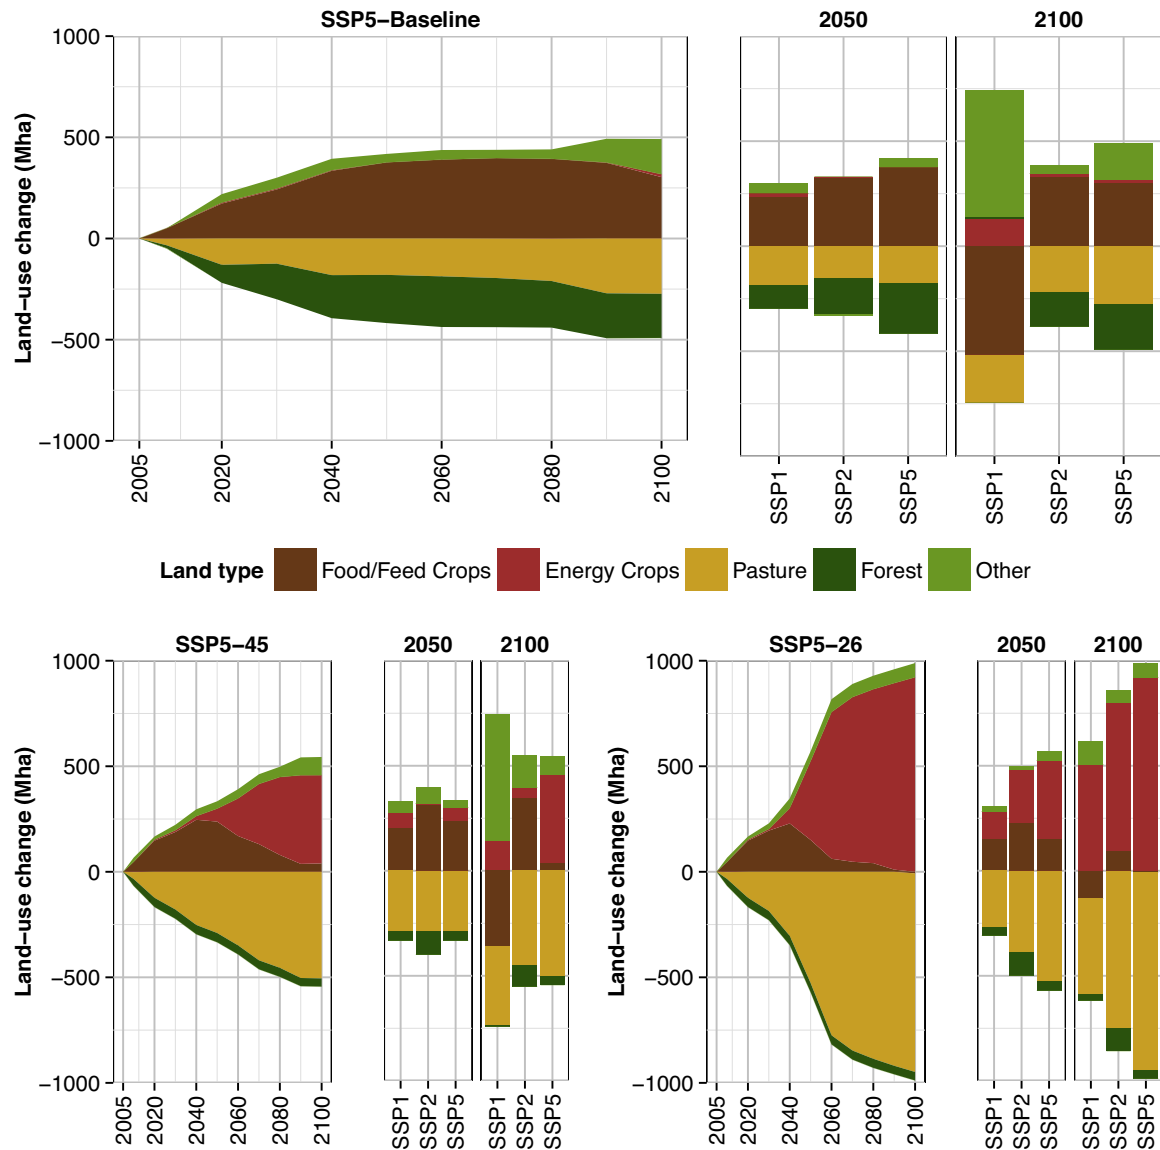 SSP5−Baseline
2050
2100
Land−use change (Mha)
1000
500
0
−500
−1000
2005
2020
2040
2060
2080
2100
SSP1
SSP2
SSP5
SSP1
SSP2
SSP5
Land type
Food/Feed Crops
Energy Crops
Pasture
Forest
Other
SSP5−45
2050
2100
Land−use change (Mha)
1000
500
0
−500
−1000
2005
2020
2040
2060
2080
2100
SSP1
SSP2
SSP5
SSP1
SSP2
SSP5
SSP5−26
2050
2100
Land−use change (Mha)
1000
500
0
−500
−1000
2005
2020
2040
2060
2080
2100
SSP1
SSP2
SSP5
SSP1
SSP2
SSP5